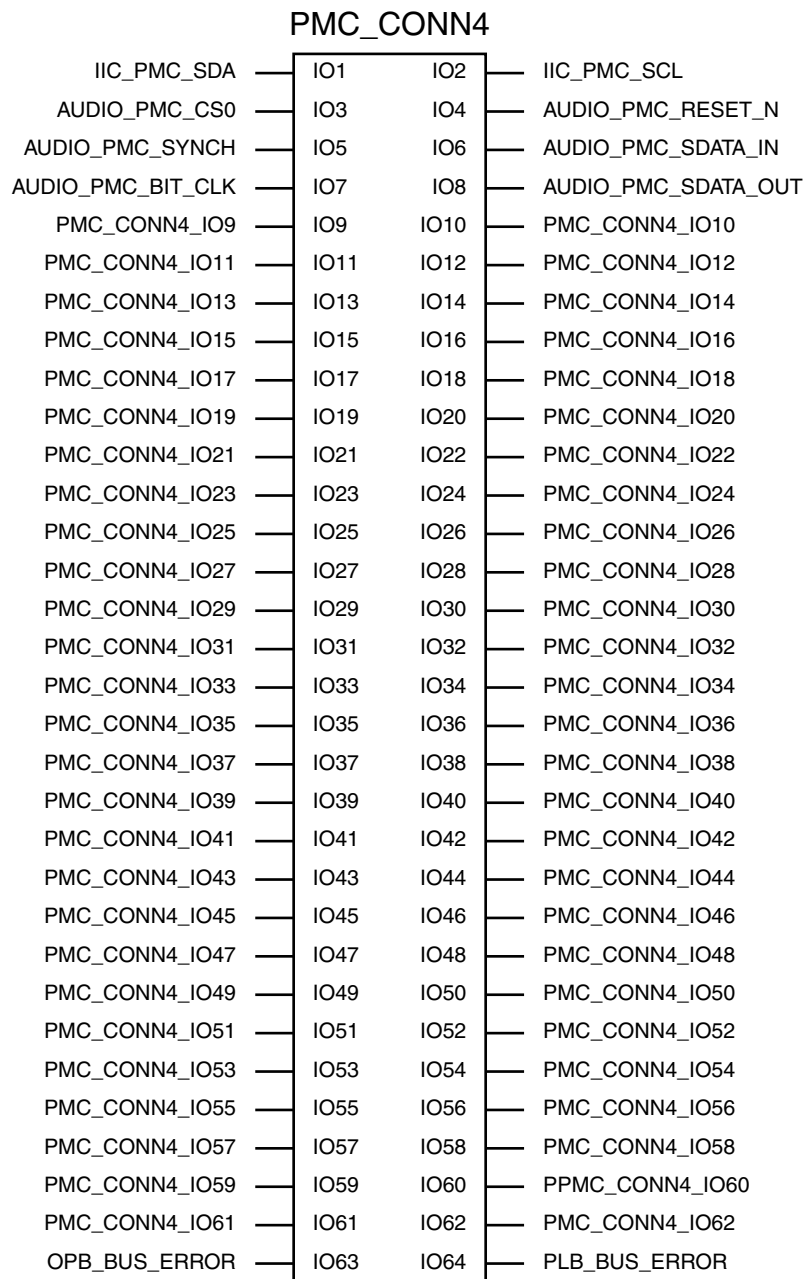 PMC_CONN4
IIC_PMC_SDA IO1 IO2 IIC_PMC_SCL
AUDIO_PMC_CS0 IO3 IO4 AUDIO_PMC_RESET_N
AUDIO_PMC_SYNCH IO5 IO6 AUDIO_PMC_SDATA_IN
AUDIO_PMC_BIT_CLK IO7 IO8 AUDIO_PMC_SDATA_OUT
PMC_CONN4_IO9 IO9 IO10 PMC_CONN4_IO10
PMC_CONN4_IO11 IO11 IO12 PMC_CONN4_IO12
PMC_CONN4_IO13 IO13 IO14 PMC_CONN4_IO14
PMC_CONN4_IO15 IO15 IO16 PMC_CONN4_IO16
PMC_CONN4_IO17 IO17 IO18 PMC_CONN4_IO18
PMC_CONN4_IO19 IO19 IO20 PMC_CONN4_IO20
PMC_CONN4_IO21 IO21 IO22 PMC_CONN4_IO22
PMC_CONN4_IO23 IO23 IO24 PMC_CONN4_IO24
PMC_CONN4_IO25 IO25 IO26 PMC_CONN4_IO26
PMC_CONN4_IO27 IO27 IO28 PMC_CONN4_IO28
PMC_CONN4_IO29 IO29 IO30 PMC_CONN4_IO30
PMC_CONN4_IO31 IO31 IO32 PMC_CONN4_IO32
PMC_CONN4_IO33 IO33 IO34 PMC_CONN4_IO34
PMC_CONN4_IO35 IO35 IO36 PMC_CONN4_IO36
PMC_CONN4_IO37 IO37 IO38 PMC_CONN4_IO38
PMC_CONN4_IO39 IO39 IO40 PMC_CONN4_IO40
PMC_CONN4_IO41 IO41 IO42 PMC_CONN4_IO42
PMC_CONN4_IO43 IO43 IO44 PMC_CONN4_IO44
PMC_CONN4_IO45 IO45 IO46 PMC_CONN4_IO46
PMC_CONN4_IO47 IO47 IO48 PMC_CONN4_IO48
PMC_CONN4_IO49 IO49 IO50 PMC_CONN4_IO50
PMC_CONN4_IO51 IO51 IO52 PMC_CONN4_IO52
PMC_CONN4_IO53 IO53 IO54 PMC_CONN4_IO54
PMC_CONN4_IO55 IO55 IO56 PMC_CONN4_IO56
PMC_CONN4_IO57 IO57 IO58 PMC_CONN4_IO58
PMC_CONN4_IO59 IO59 IO60 PPMC_CONN4_IO60
PMC_CONN4_IO61 IO61 IO62 PMC_CONN4_IO62
OPB_BUS_ERROR IO63 IO64 PLB_BUS_ERROR